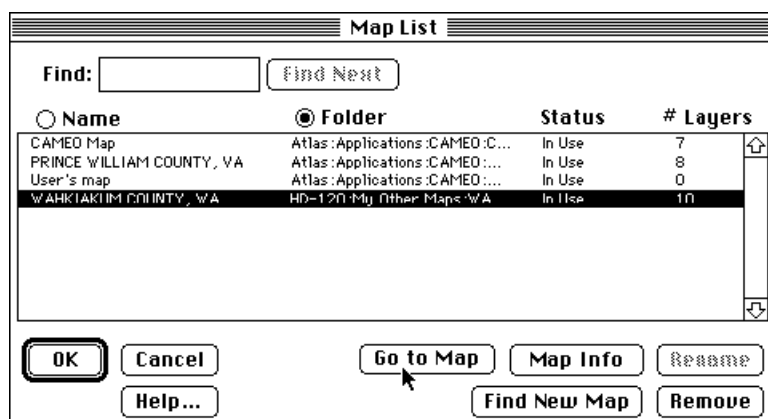 Map List
Find: Find Next
Name Folder Status # Layers
CAMEO Map Atlas:Applications:CAMEO:C... In Use 7
PRINCE WILLIAM COUNTY, VA Atlas:Applications:CAMEO:... In Use 8
User's map Atlas:Applications:CAMEO:... In Use 0
WAHKIAKUM COUNTY, WA HD-120:My Other Maps:WA In Use 10
OK Cancel Go to Map Map Info Rename
Help... Find New Map Remove